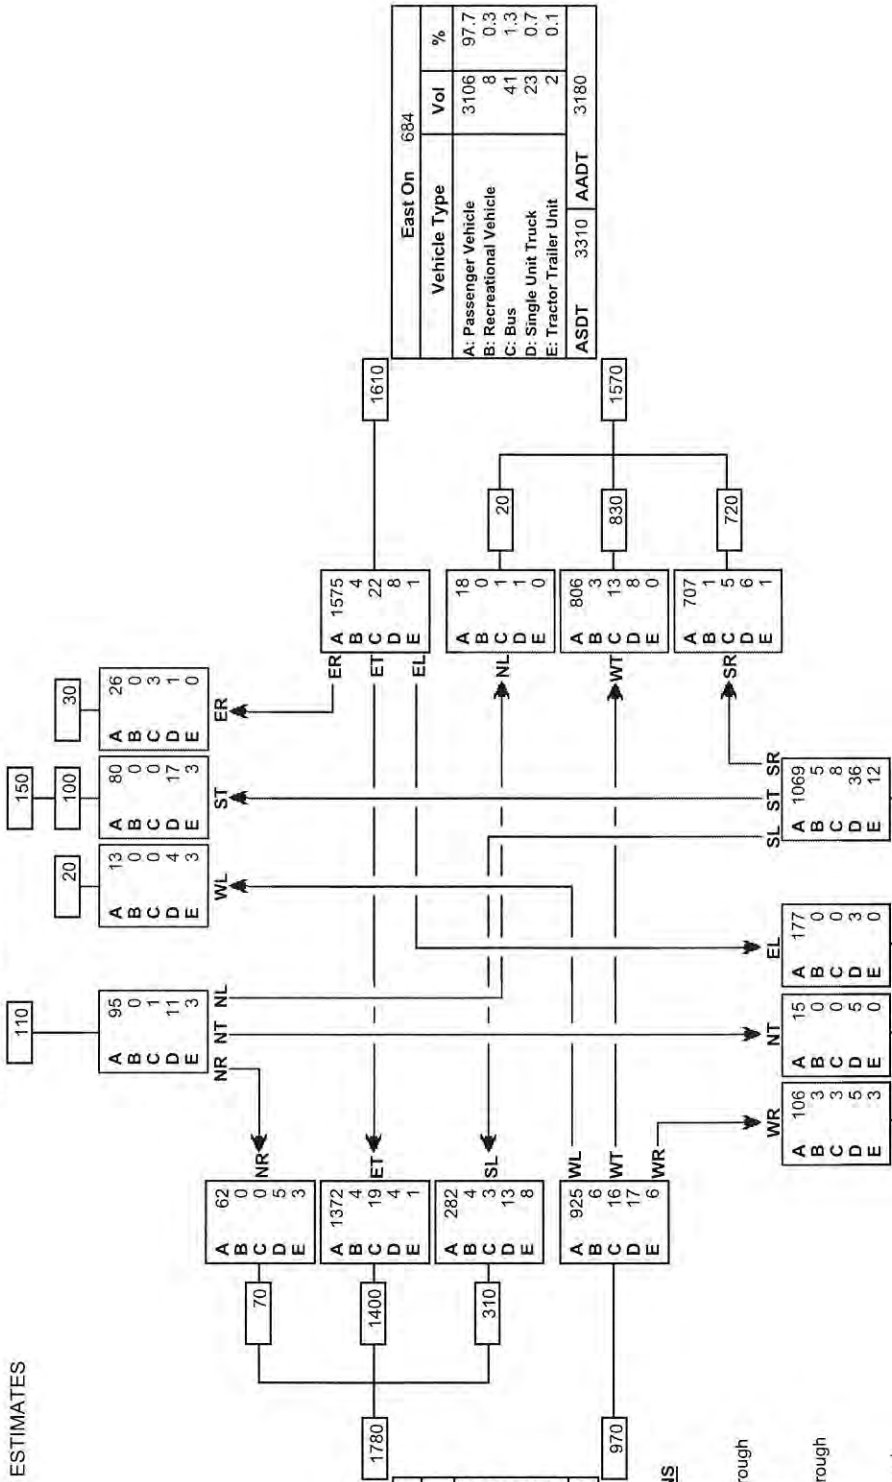 ESTIMATES
110
A 95
B 0
C 1
D 11
E 3
NR NT NL
20
A 13
B 0
C 0
D 4
E 3
WL
150
100
A 80
B 0
C 0
D 17
E 3
ST
30
A 26
B 0
C 3
D 1
E 0
ER
1780
70
A 62
B 0
C 0
D 5
E 3
NR
1400
A 1372
B 4
C 19
D 4
E 1
ET
310
A 282
B 4
C 3
D 13
E 8
SL
970
A 925
B 6
C 16
D 17
E 6
WL
WT
WR
ER
ET
EL
A 1575
B 4
C 22
D 8
E 1
1610
NL
A 18
B 0
C 1
D 1
E 0
20
WT
A 806
B 3
C 13
D 8
E 0
830
1570
SR
A 707
B 1
C 5
D 6
E 1
720
East On 684
Vehicle Type Vol %
A: Passenger Vehicle 3106 97.7
B: Recreational Vehicle 8 0.3
C: Bus 41 1.3
D: Single Unit Truck 23 0.7
E: Tractor Trailer Unit 2 0.1
ASDT 3310 AADT 3180
WR
A 106
B 3
C 3
D 5
E 3
NT
A 15
B 0
C 0
D 5
E 0
EL
A 177
B 0
C 0
D 3
E 0
SL ST SR
A 1069
B 5
C 8
D 36
E 12
NS
rough
rough